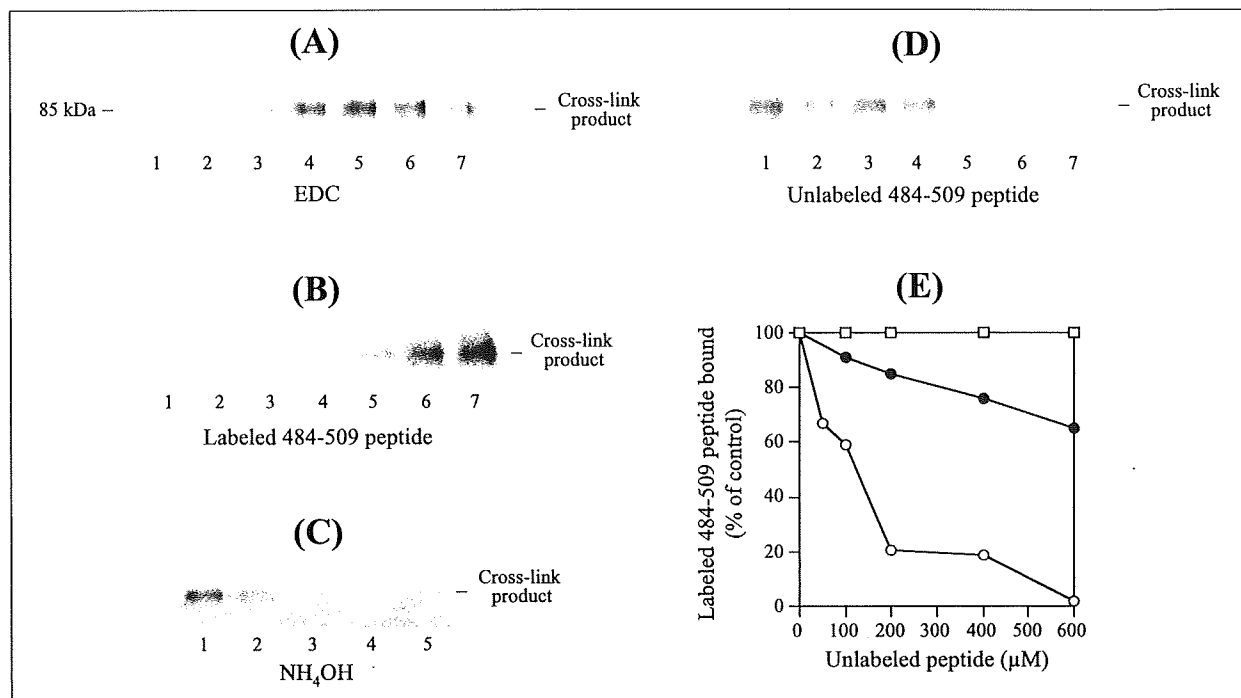 (A)
85 kDa –
– Cross-link
product
1 2 3 4 5 6 7
EDC
(B)
– Cross-link
product
1 2 3 4 5 6 7
Labeled 484-509 peptide
(C)
– Cross-link
product
1 2 3 4 5
NH₄OH
(D)
– Cross-link
product
1 2 3 4 5 6 7
Unlabeled 484-509 peptide
(E)
Labeled 484-509 peptide bound
(% of control)
100
80
60
40
20
0
0 100 200 300 400 500 600
Unlabeled peptide (µM)